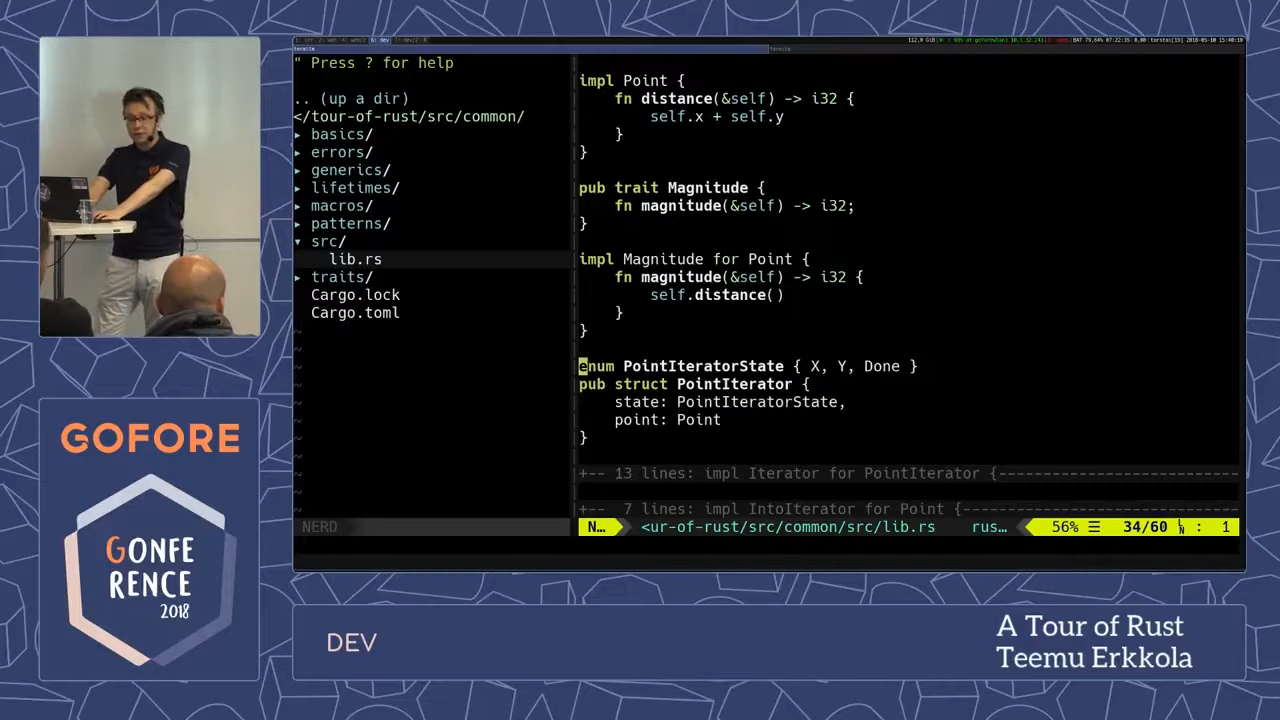 " Press ? for help
.. (up a dir)
</tour-of-rust/src/common/
▸ basics/
▸ errors/
▸ generics/
▸ lifetimes/
▸ macros/
▸ patterns/
▾ src/
lib.rs
▸ traits/
Cargo.lock
Cargo.toml
NERD
impl Point {
fn distance(&self) -> i32 {
self.x + self.y
}
}
pub trait Magnitude {
fn magnitude(&self) -> i32;
}
impl Magnitude for Point {
fn magnitude(&self) -> i32 {
self.distance()
}
}
enum PointIteratorState { X, Y, Done }
pub struct PointIterator {
state: PointIteratorState,
point: Point
}
+-- 13 lines: impl Iterator for PointIterator {
+-- 7 lines: impl IntoIterator for Point {
N… <ur-of-rust/src/common/src/lib.rs rus… 56% ☰ 34/60 : 1
GOFORE
GONFE
RENCE
2018
DEV
A Tour of Rust
Teemu Erkkola